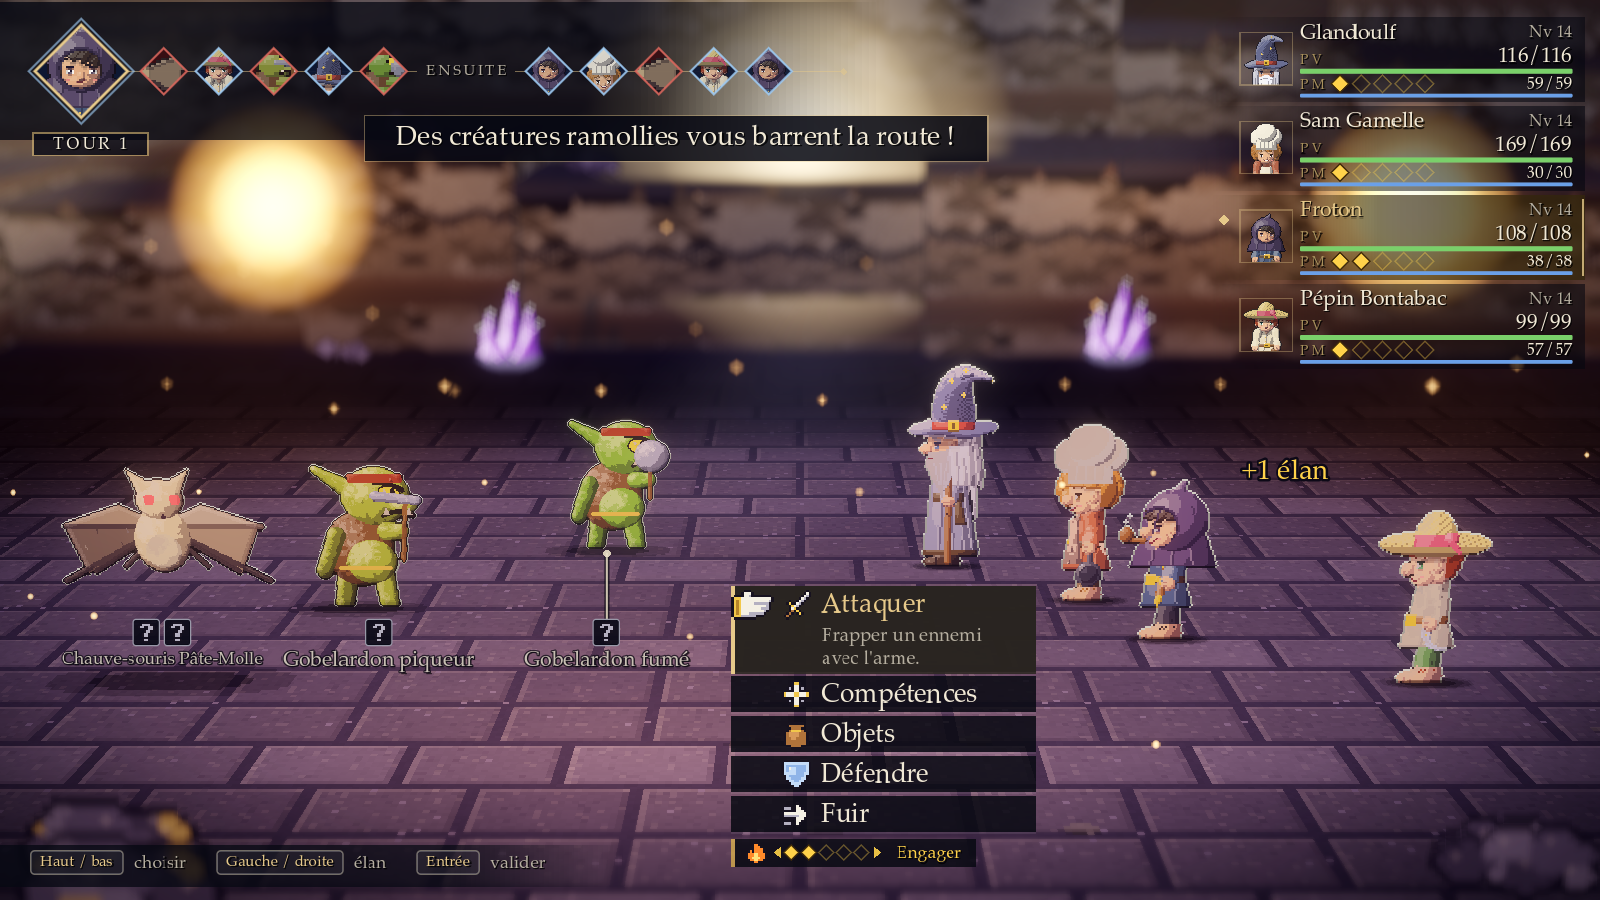 ENSUITE
TOUR 1
Des créatures ramollies vous barrent la route !
Glandoulf Nv 14
PV 116/116
PM 59/59
Sam Gamelle Nv 14
PV 169/169
PM 30/30
Froton Nv 14
PV 108/108
PM 38/38
Pépin Bontabac Nv 14
PV 99/99
PM 57/57
+1 élan
? ? ? ?
Chauve-souris Pâte-Molle Gobelardon piqueur Gobelardon fumé
Attaquer
Frapper un ennemi
avec l'arme.
Compétences
Objets
Défendre
Fuir
Engager
Haut / bas choisir Gauche / droite élan Entrée valider